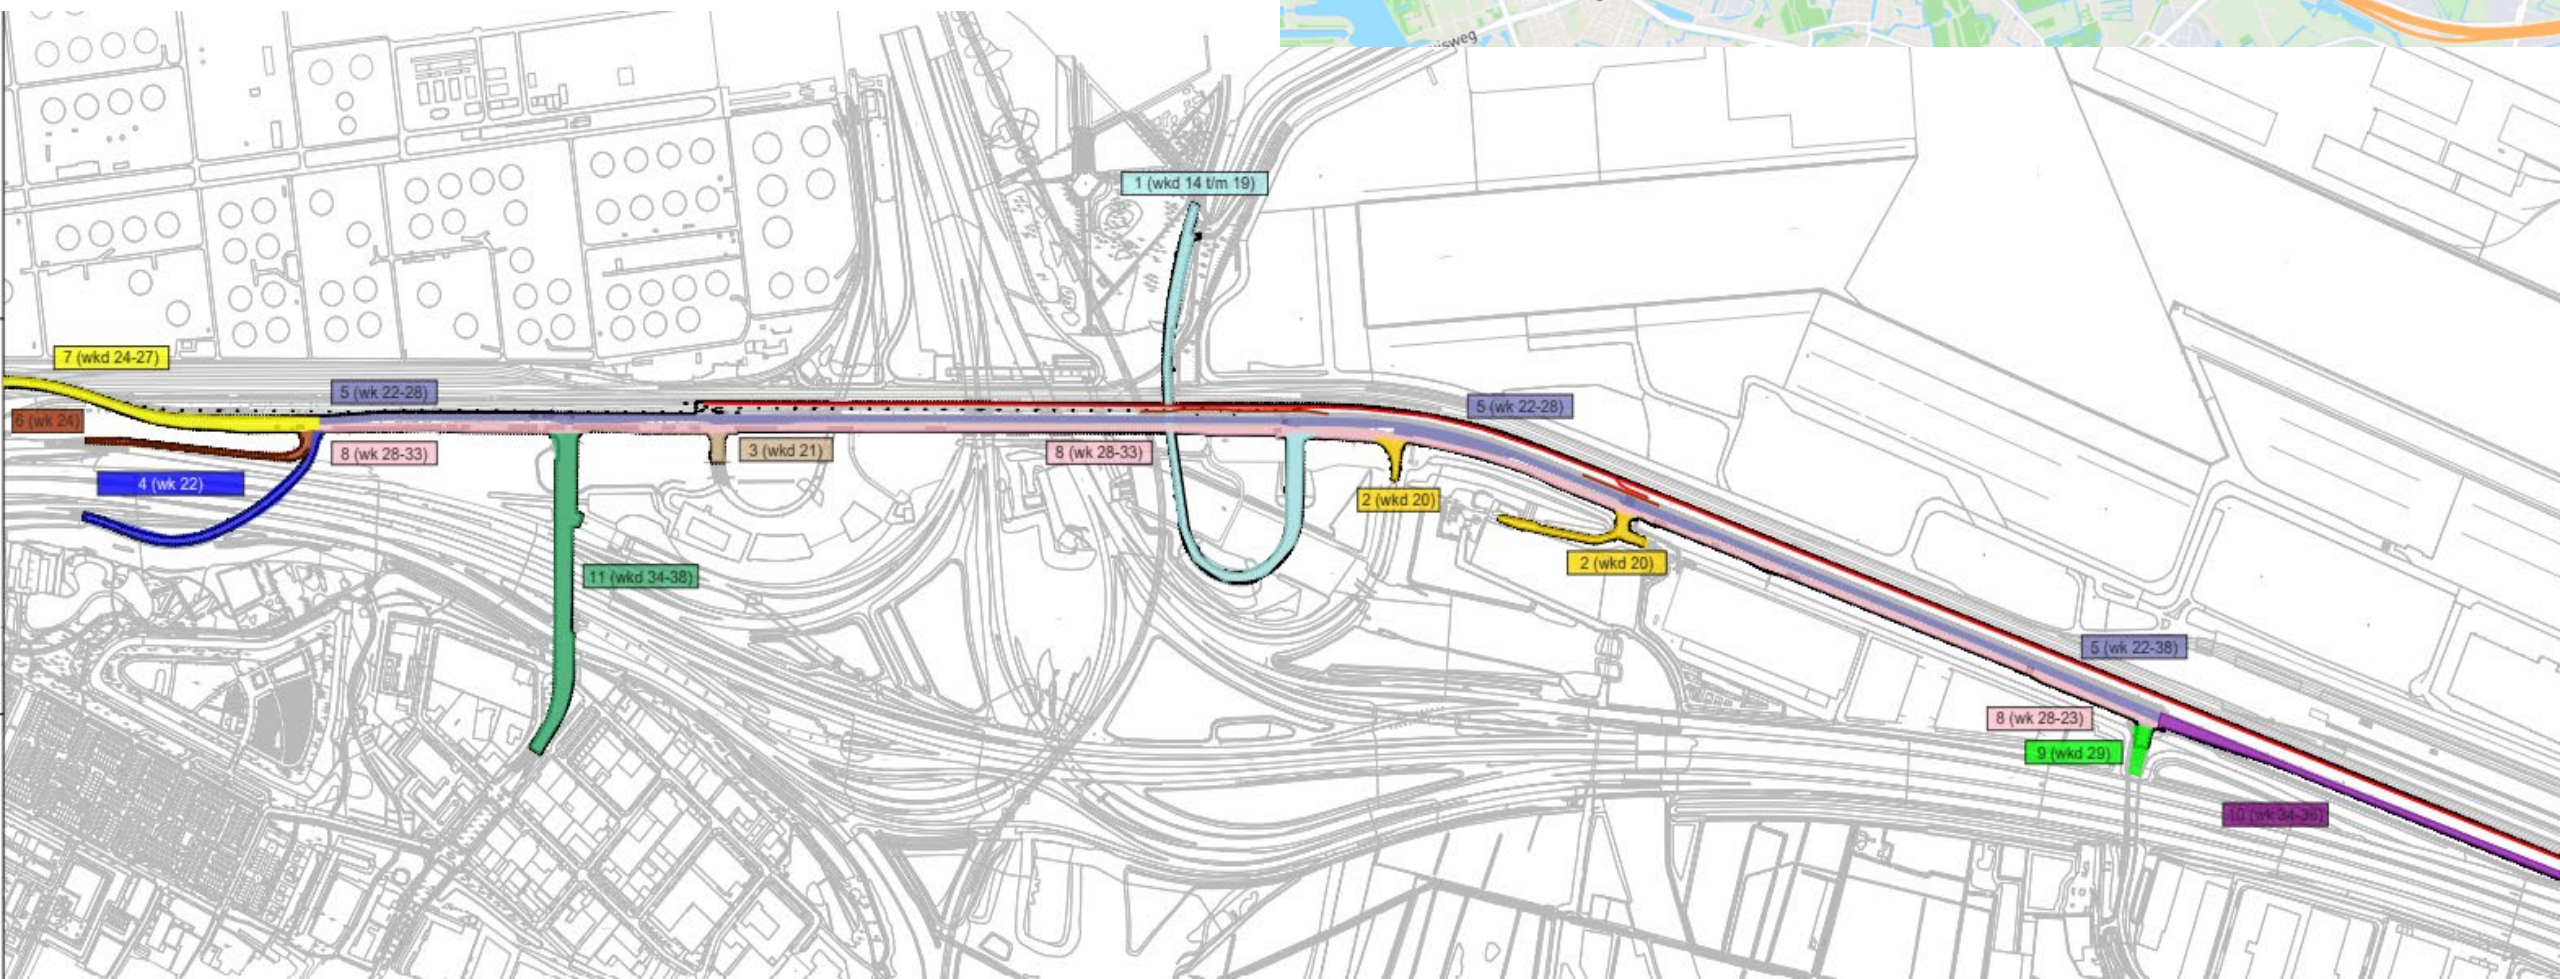 isweg
1 (wkd 14 t/m 19)
7 (wkd 24-27)
5 (wk 22-28)
5 (wk 22-28)
6 (wk 24)
8 (wk 28-33)
3 (wkd 21)
8 (wk 28-33)
4 (wk 22)
2 (wkd 20)
2 (wkd 20)
11 (wkd 34-38)
5 (wk 22-38)
8 (wk 28-23)
9 (wkd 29)
10 (wk 34-36)